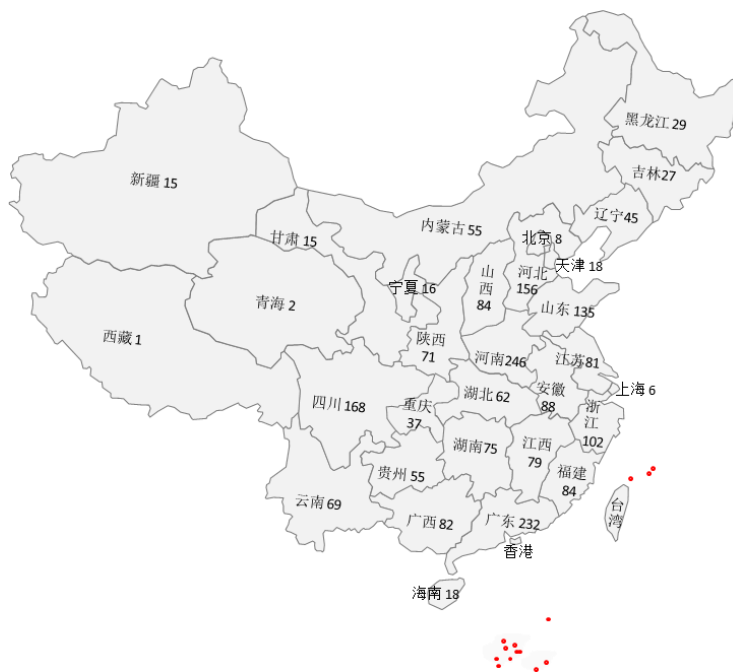 黑龙江 29
吉林 27
新疆 15
辽宁 45
内蒙古 55
北京 8
甘肃 15
天津 18
河北
156
山
西
84
宁夏 16
青海 2
山东 135
西藏 1
陕西
71
河南 246
江苏 81
上海 6
安徽
88
湖北 62
四川 168
重庆
37
浙
江
102
湖南 75
江西
79
福建
84
贵州 55
云南 69
广西 82
广东 232
台
湾
香港
海南 18